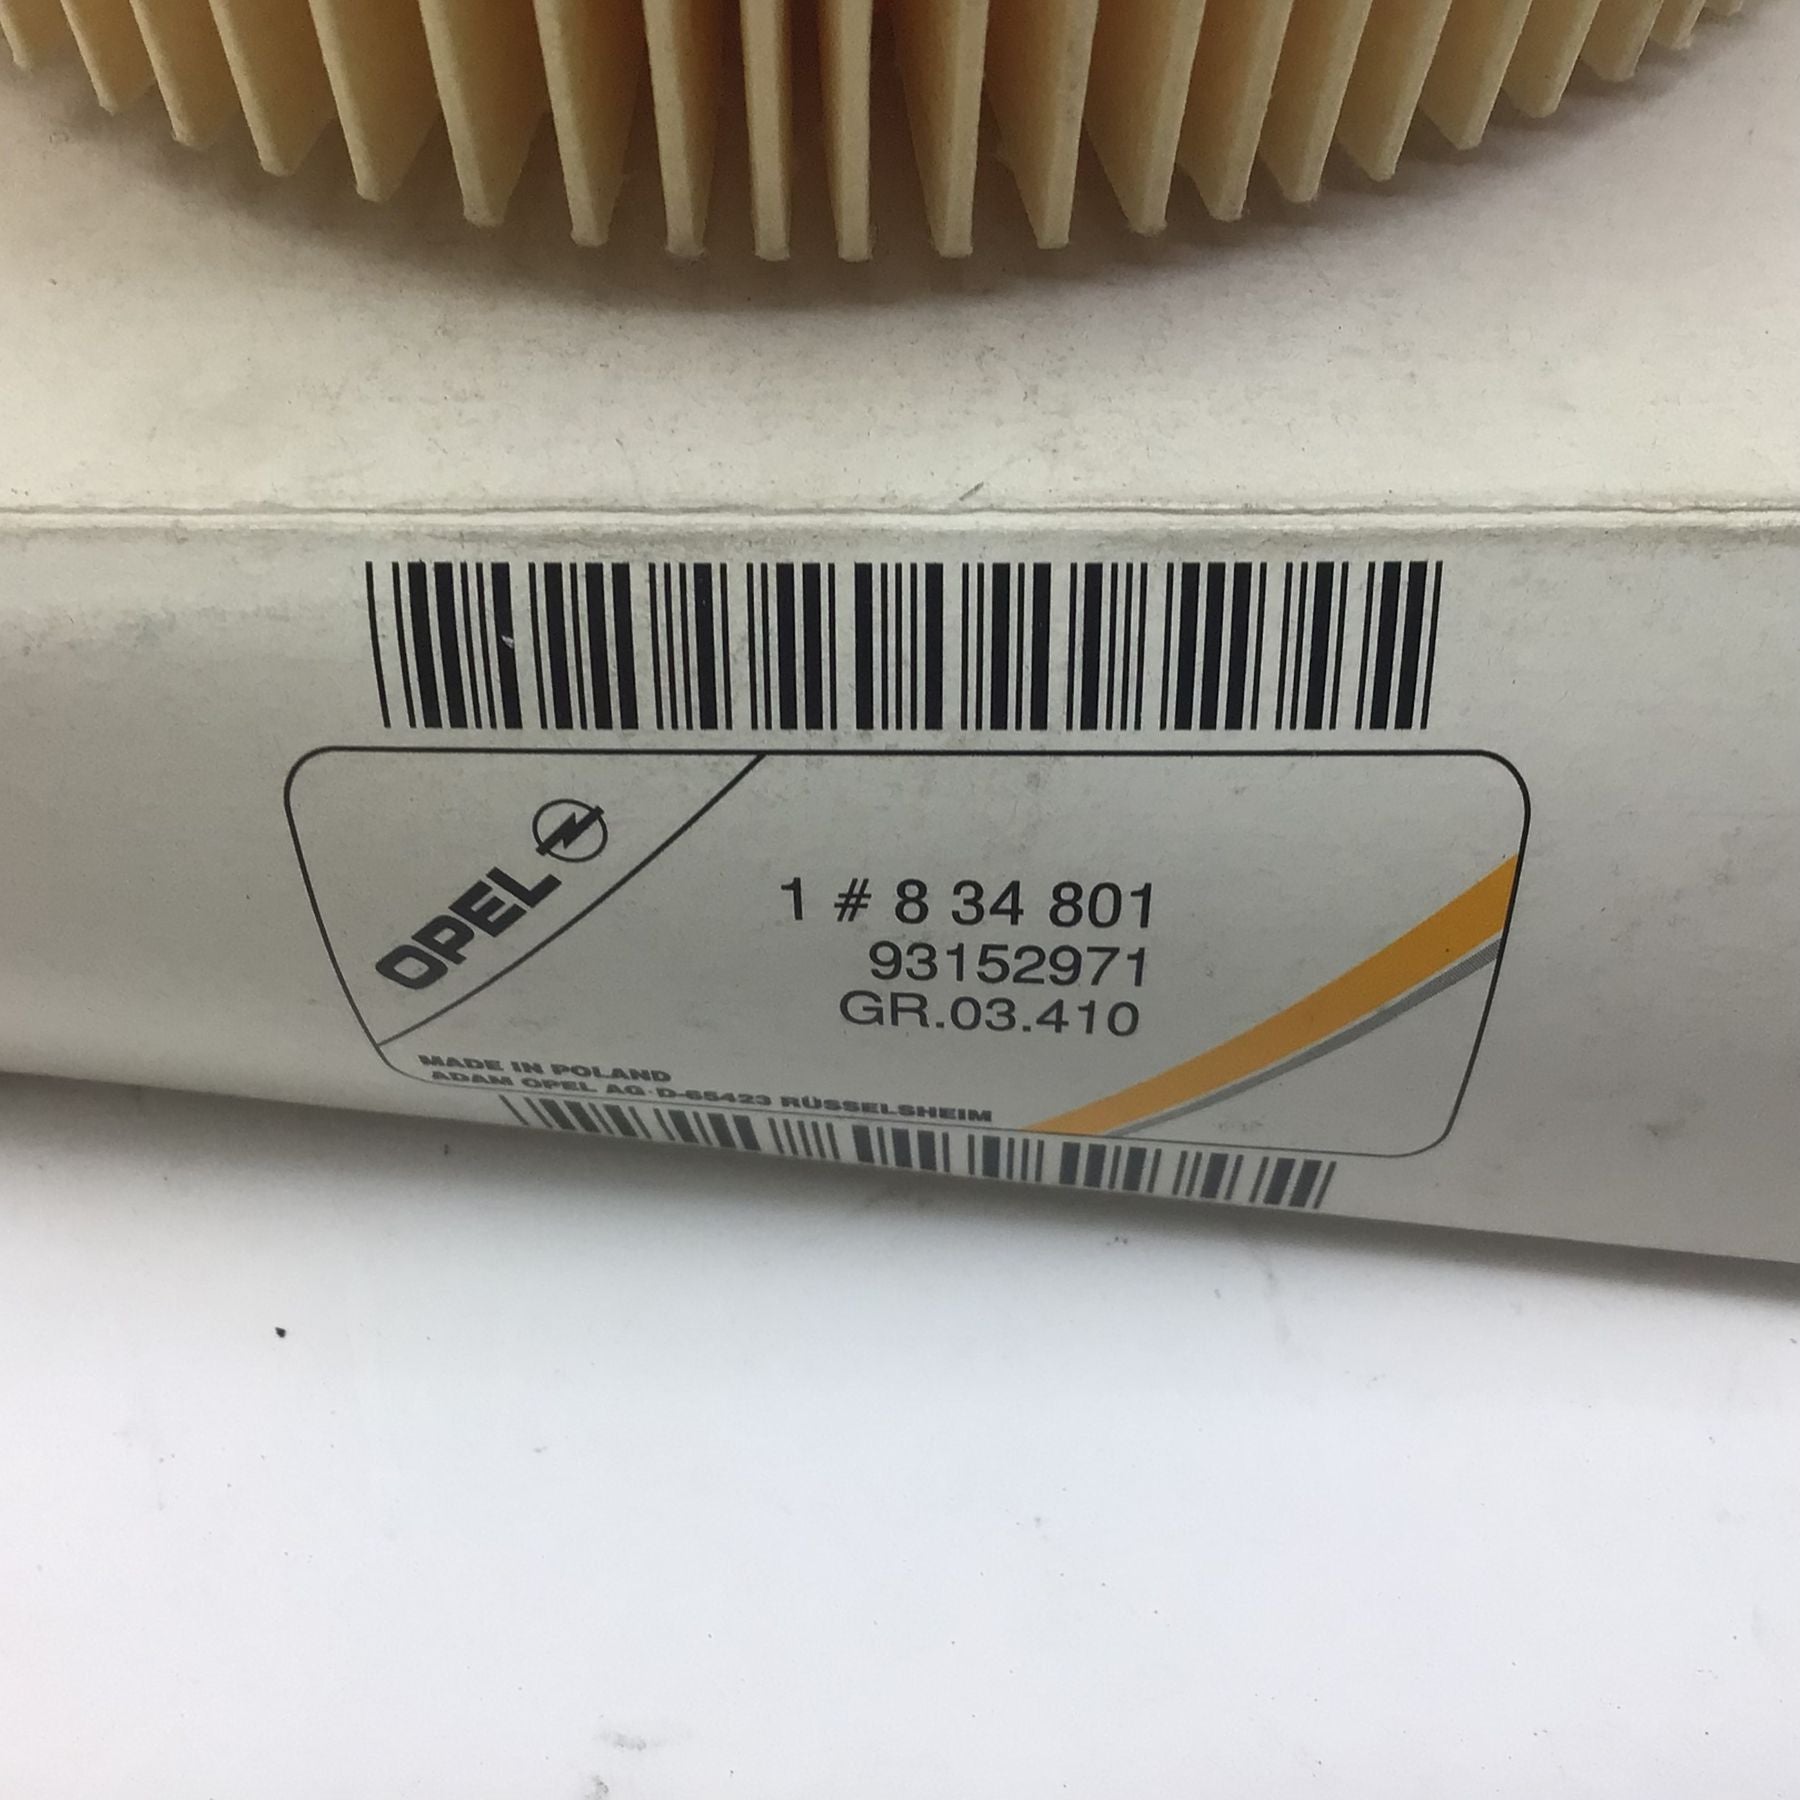 OPEL
1 # 8 34 801
93152971
GR.03.410
MADE IN POLAND
ADAM OPEL AG·D-65423 RÜSSELSHEIM